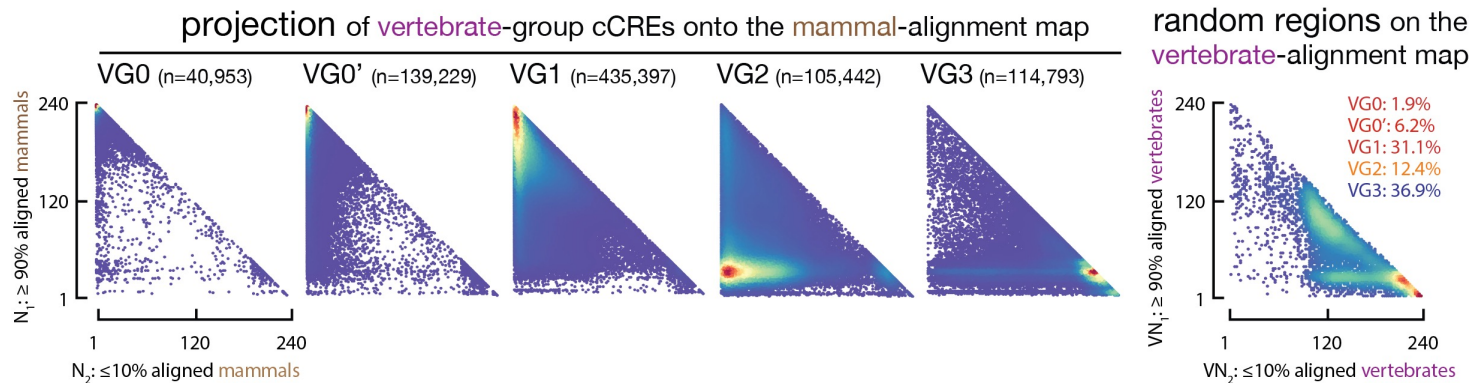 projection of vertebrate-group cCREs onto the mammal-alignment map
random regions on the
vertebrate-alignment map
VG0 (n=40,953)
VG0’ (n=139,229)
VG1 (n=435,397)
VG2 (n=105,442)
VG3 (n=114,793)
N₁: ≥ 90% aligned mammals
240
120
1
1
120
240
N₂: ≤10% aligned mammals
VN₁: ≥ 90% aligned vertebrates
240
120
1
VG0: 1.9%
VG0’: 6.2%
VG1: 31.1%
VG2: 12.4%
VG3: 36.9%
1
120
240
VN₂: ≤10% aligned vertebrates